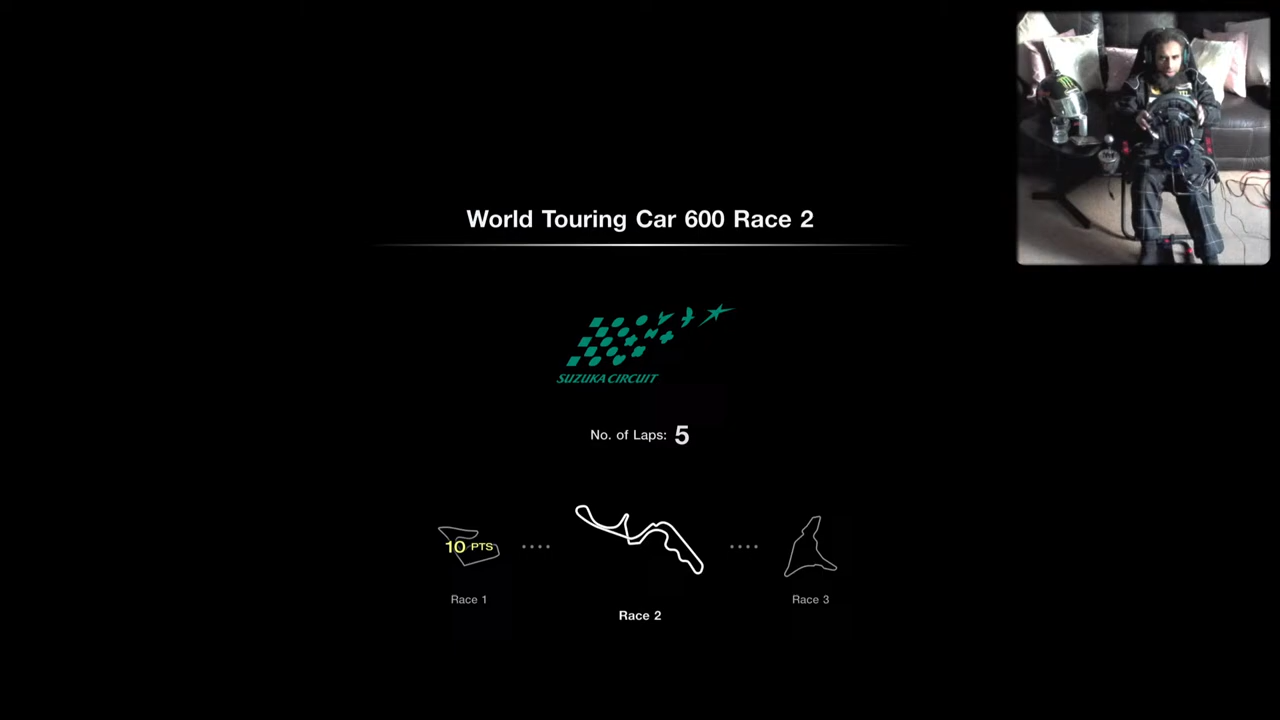 World Touring Car 600 Race 2
SUZUKA CIRCUIT
No. of Laps: 5
10 PTS
Race 1
Race 2
Race 3